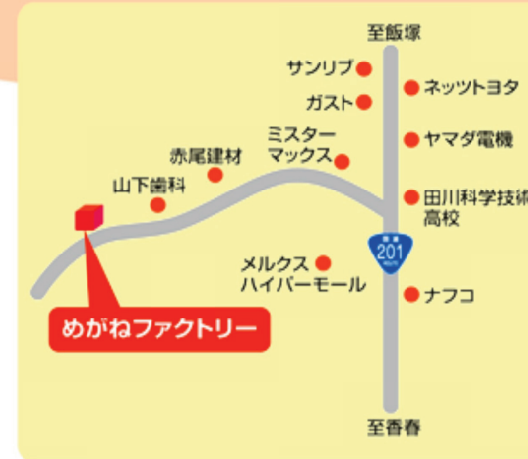 至飯塚
サンリブ
ネッツトヨタ
ガスト
ミスター
マックス
ヤマダ電機
赤尾建材
山下歯科
田川科学技術
高校
国道
201
ROUTE
メルクス
ハイパーモール
ナフコ
めがねファクトリー
至香春